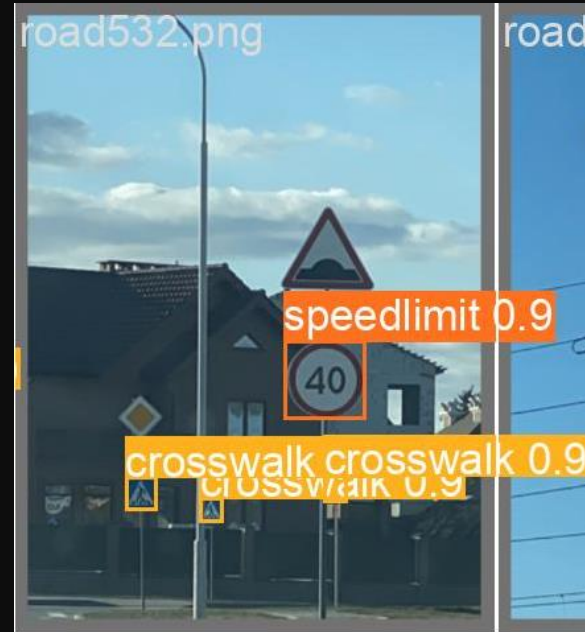 road532.png
road
speedlimit 0.9
40
crosswalk
crosswalk 0.9
crosswalk 0.9